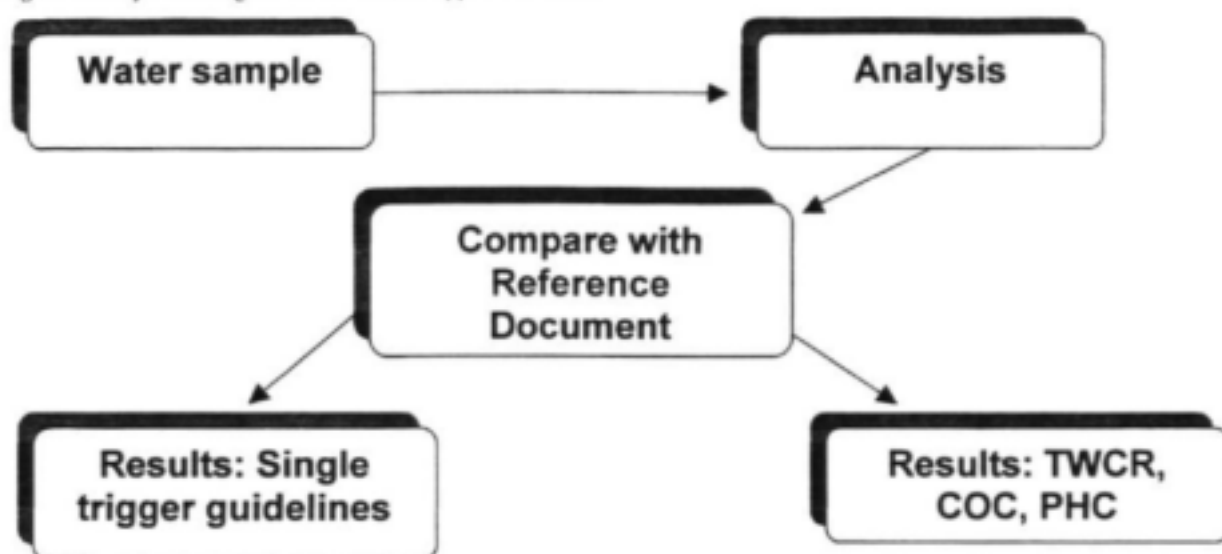 Water sample
Analysis
Compare with
Reference
Document
Results: Single
trigger guidelines
Results: TWCR,
COC, PHC